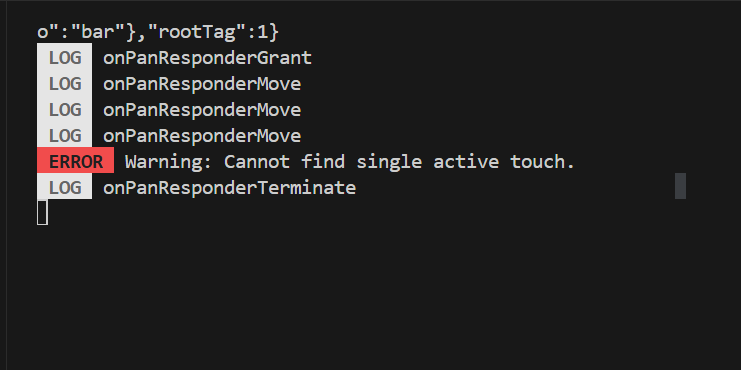 o":"bar"},"rootTag":1}
LOG onPanResponderGrant
LOG onPanResponderMove
LOG onPanResponderMove
LOG onPanResponderMove
ERROR Warning: Cannot find single active touch.
LOG onPanResponderTerminate